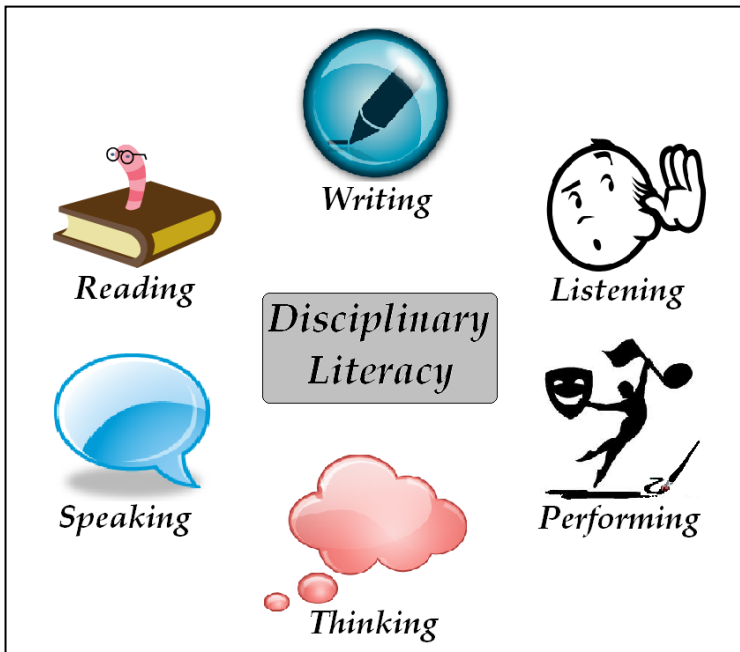 Writing
Reading
Listening
Disciplinary
Literacy
Speaking
Performing
Thinking